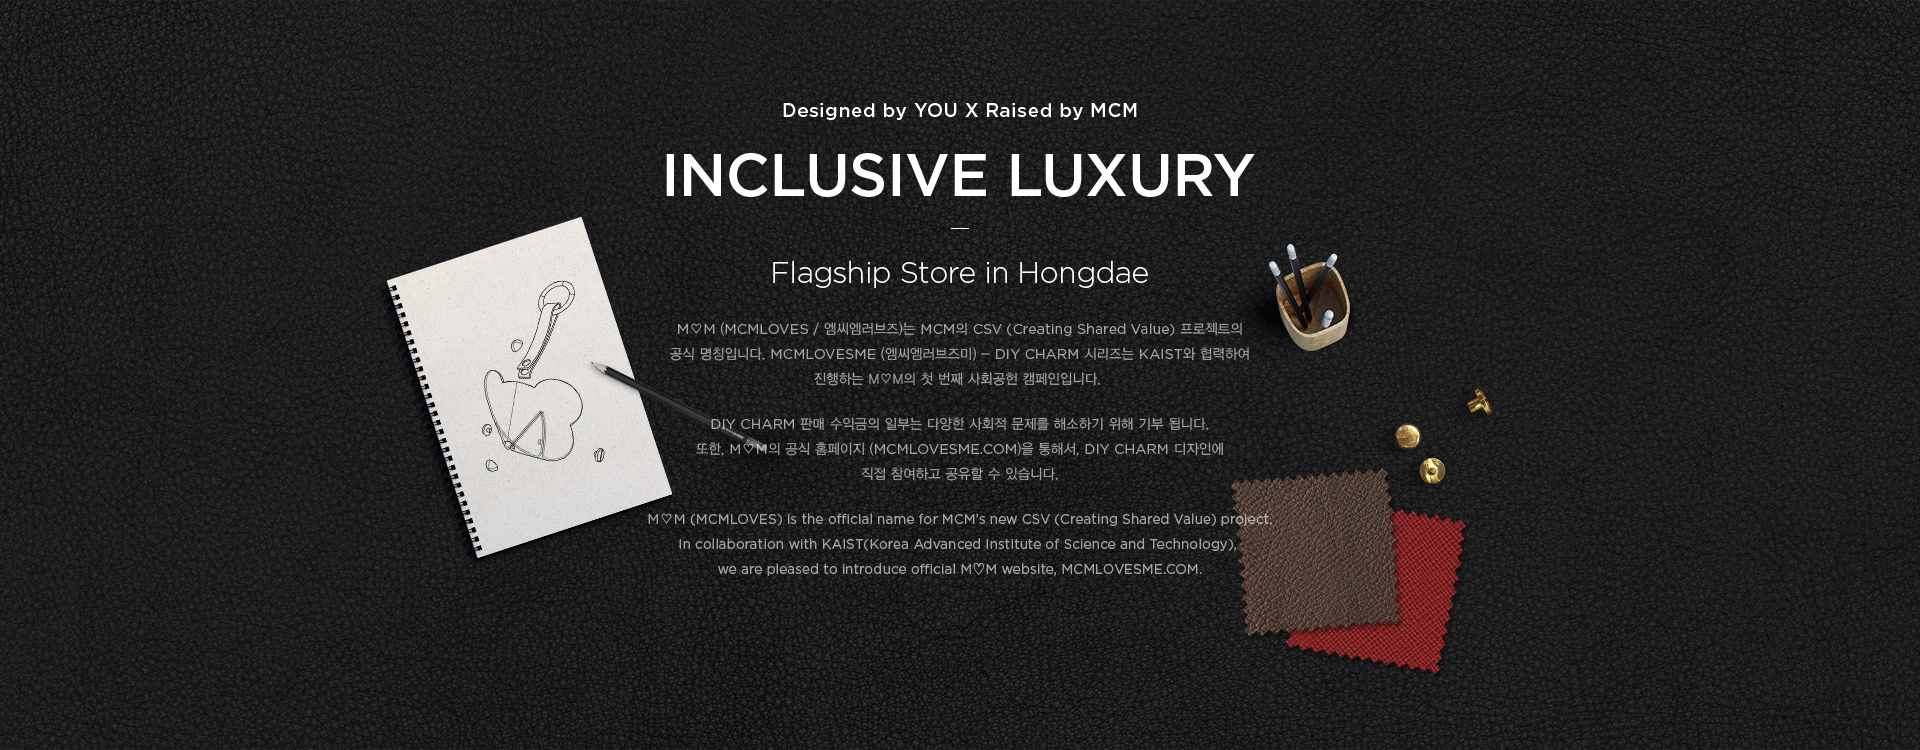 Designed by YOU X Raised by MCM
INCLUSIVE LUXURY
Flagship Store in Hongdae
M♡M (MCMLOVES / 엠씨엠러브즈)는 MCM의 CSV (Creating Shared Value) 프로젝트의
공식 명칭입니다. MCMLOVESME (엠씨엠러브즈미) – DIY CHARM 시리즈는 KAIST와 협력하여
진행하는 M♡M의 첫 번째 사회공헌 캠페인입니다.
DIY CHARM 판매 수익금의 일부는 다양한 사회적 문제를 해소하기 위해 기부 됩니다.
또한, M♡M의 공식 홈페이지 (MCMLOVESME.COM)을 통해서, DIY CHARM 디자인에
직접 참여하고 공유할 수 있습니다.
M♡M (MCMLOVES) is the official name for MCM's new CSV (Creating Shared Value) project.
In collaboration with KAIST(Korea Advanced Institute of Science and Technology),
we are pleased to introduce official M♡M website, MCMLOVESME.COM.